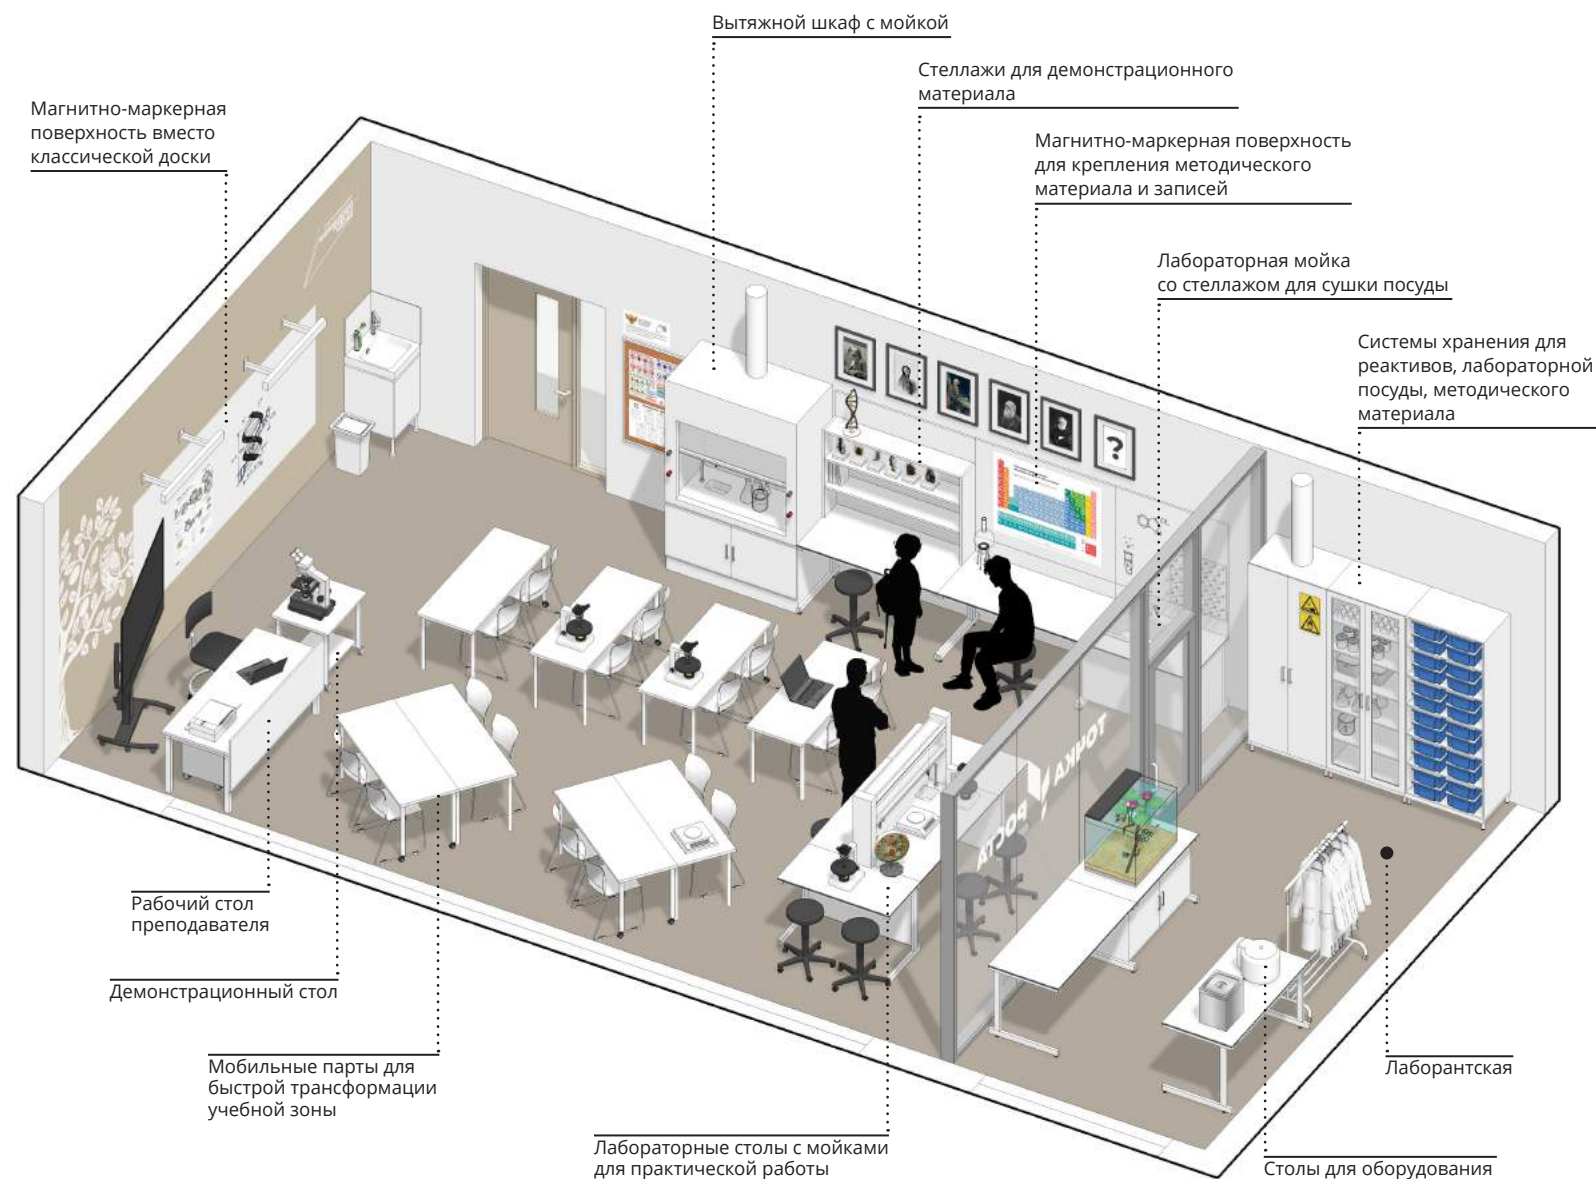 Вытяжной шкаф с мойкой
Стеллажи для демонстрационного
материала
Магнитно-маркерная
поверхность вместо
классической доски
Магнитно-маркерная поверхность
для крепления методического
материала и записей
Лабораторная мойка
со стеллажом для сушки посуды
Системы хранения для
реактивов, лабораторной
посуды, методического
материала
?
ТОЧКА
РОСТА
Рабочий стол
преподавателя
Демонстрационный стол
Мобильные парты для
быстрой трансформации
учебной зоны
Лабораторные столы с мойками
для практической работы
Лаборантская
Столы для оборудования